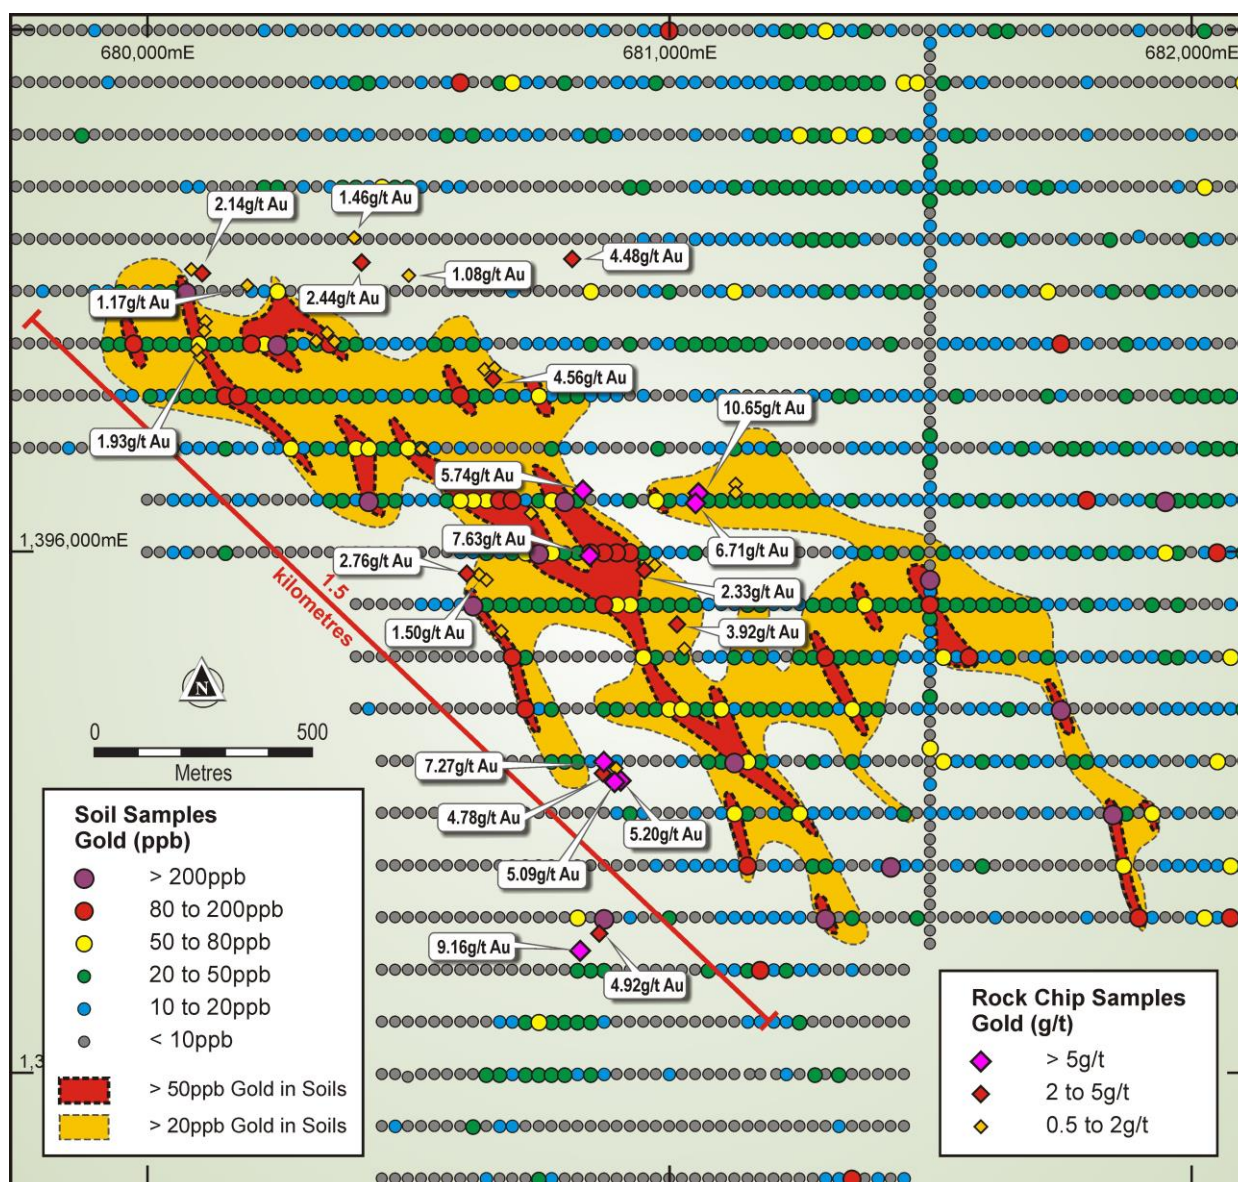 680,000mE
681,000mE
682,000mE
2.14g/t Au
1.46g/t Au
4.48g/t Au
1.08g/t Au
1.17g/t Au
2.44g/t Au
4.56g/t Au
10.65g/t Au
1.93g/t Au
5.74g/t Au
1,396,000mE
7.63g/t Au
6.71g/t Au
2.76g/t Au
2.33g/t Au
1.5
kilometres
1.50g/t Au
3.92g/t Au
N
0 500
Metres
7.27g/t Au
4.78g/t Au
5.20g/t Au
5.09g/t Au
9.16g/t Au
4.92g/t Au
Soil Samples
Gold (ppb)
> 200ppb
80 to 200ppb
50 to 80ppb
20 to 50ppb
10 to 20ppb
< 10ppb
> 50ppb Gold in Soils
> 20ppb Gold in Soils
Rock Chip Samples
Gold (g/t)
> 5g/t
2 to 5g/t
0.5 to 2g/t